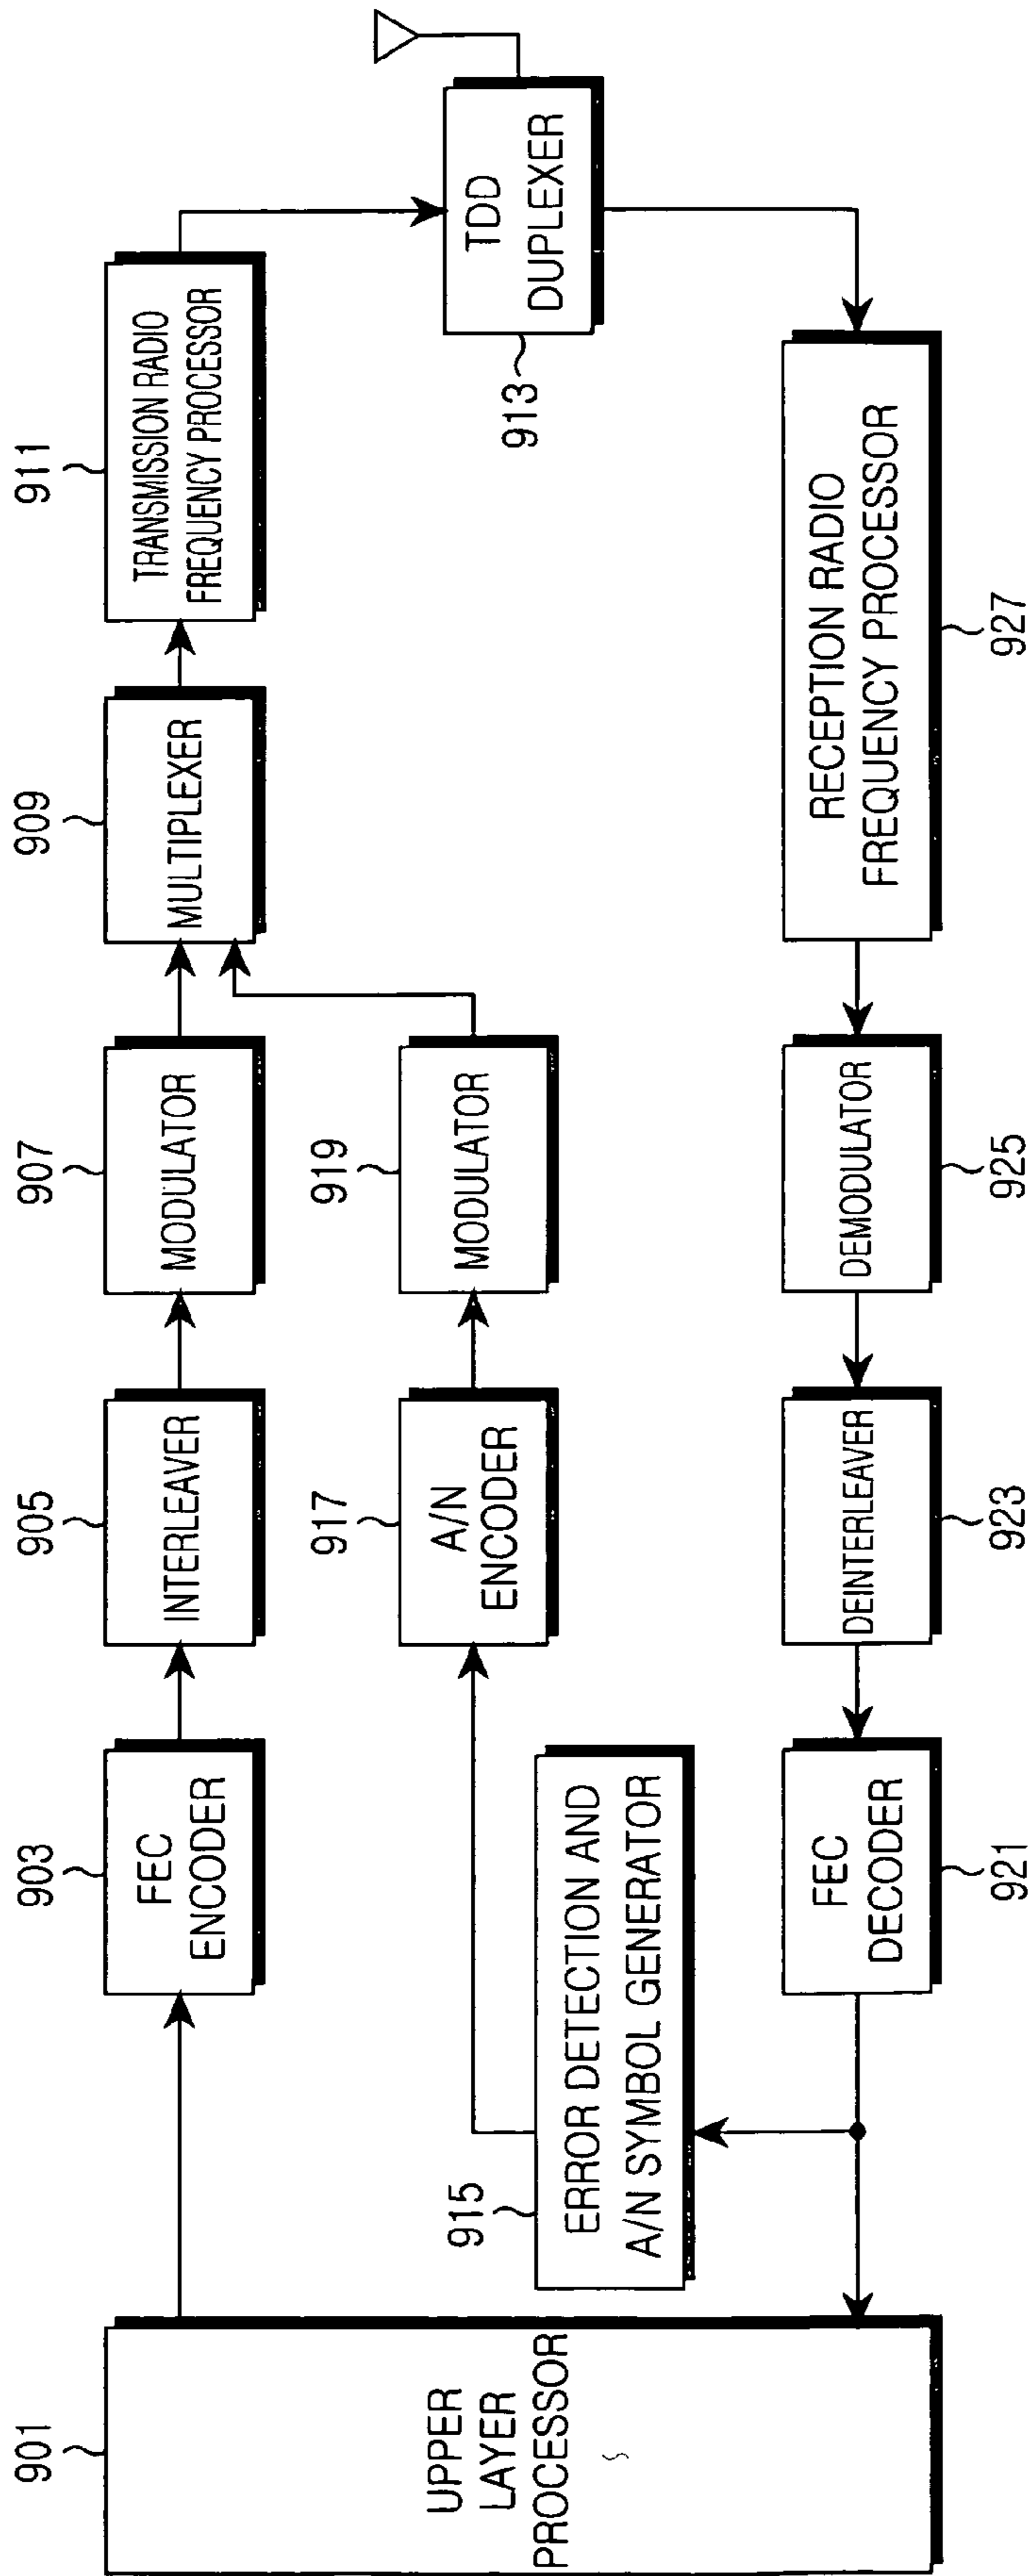 901
UPPER
LAYER
PROCESSOR
903
FEC
ENCODER
905
INTERLEAVER
907
MODULATOR
909
MULTIPLEXER
911
TRANSMISSION RADIO
FREQUENCY PROCESSOR
TDD
DUPLEXER
913
915
ERROR DETECTION AND
A/N SYMBOL GENERATOR
917
A/N
ENCODER
919
MODULATOR
FEC
DECODER
921
DEINTERLEAVER
923
DEMODULATOR
925
RECEPTION RADIO
FREQUENCY PROCESSOR
927